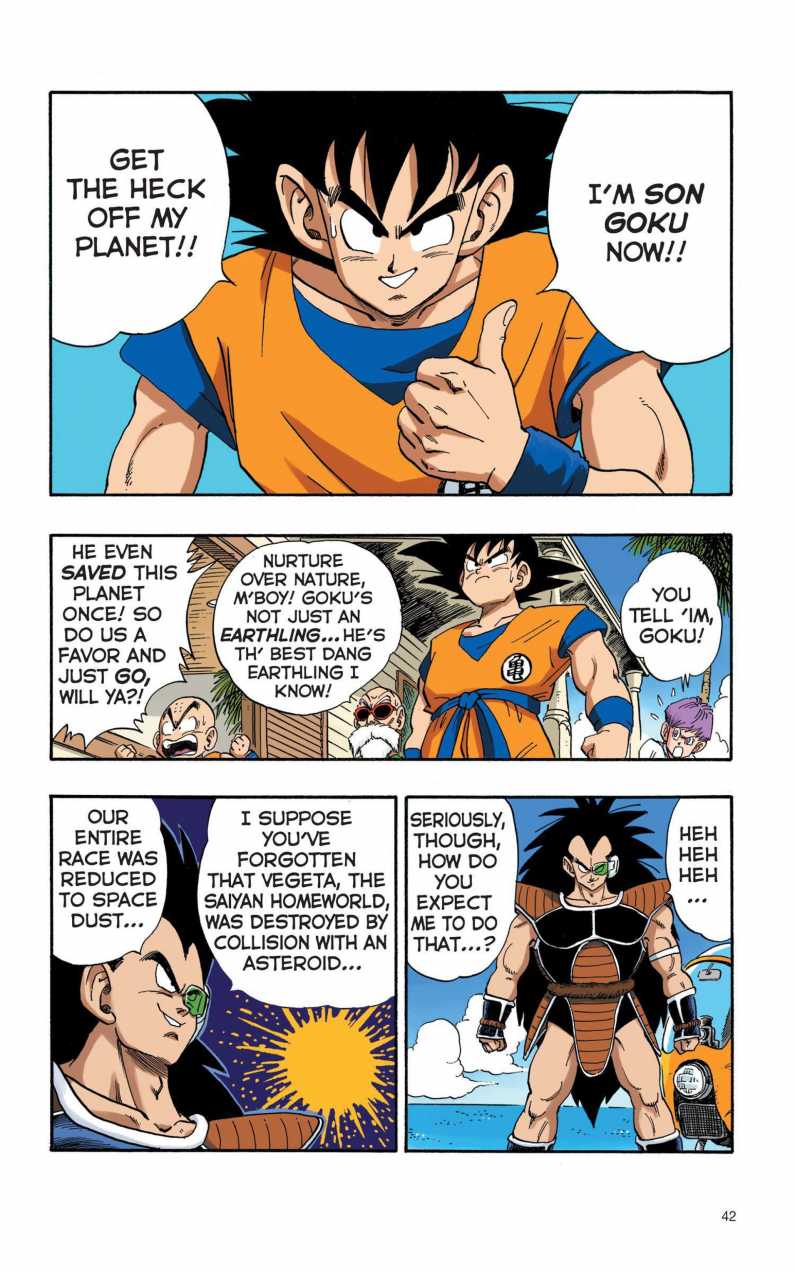 I'M SON
GOKU
NOW!!
GET
THE HECK
OFF MY
PLANET!!
YOU
TELL 'IM,
GOKU!
亀
NURTURE
OVER NATURE,
M'BOY! GOKU'S
NOT JUST AN
EARTHLING...HE'S
TH' BEST DANG
EARTHLING I
KNOW!
HE EVEN
SAVED THIS
PLANET
ONCE! SO
DO US A
FAVOR AND
JUST GO,
WILL YA?!
HEH
HEH
HEH
...
SERIOUSLY,
THOUGH,
HOW DO
YOU
EXPECT
ME TO DO
THAT...?
I SUPPOSE
YOU'VE
FORGOTTEN
THAT VEGETA, THE
SAIYAN HOMEWORLD,
WAS DESTROYED BY
COLLISION WITH AN
ASTEROID...
OUR
ENTIRE
RACE WAS
REDUCED
TO SPACE
DUST...
42